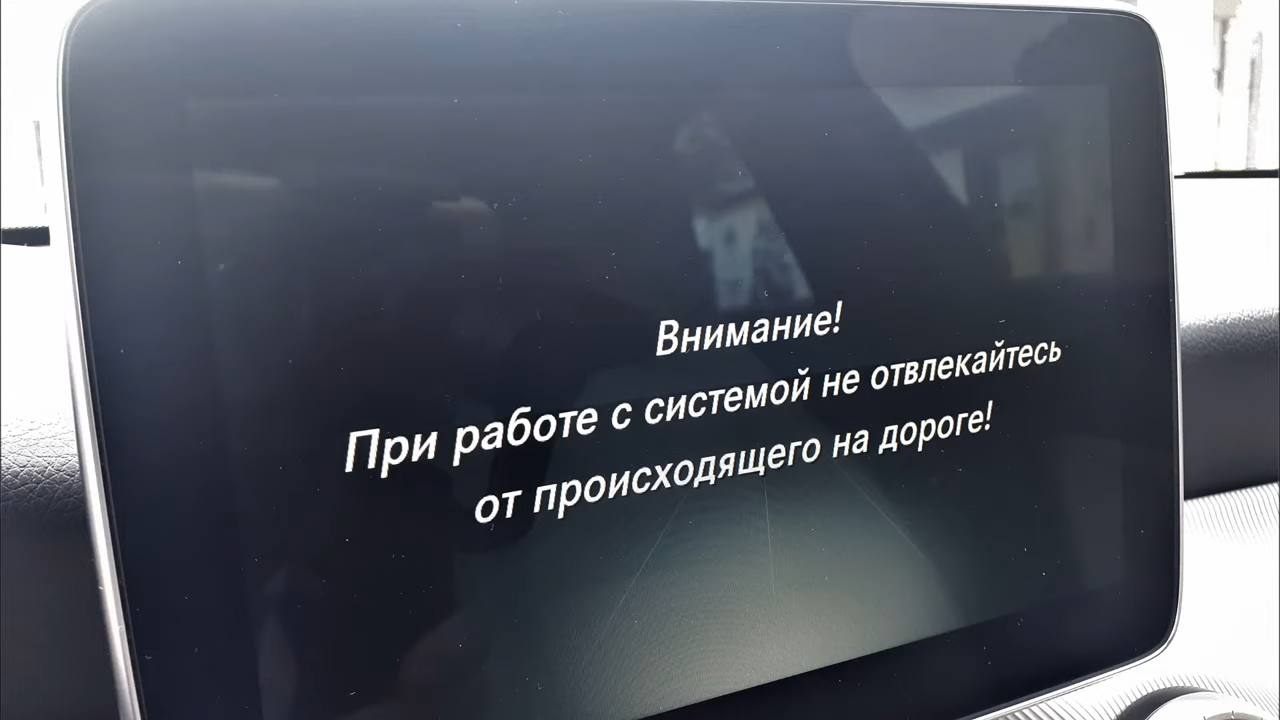 Внимание!
При работе с системой не отвлекайтесь
от происходящего на дороге!